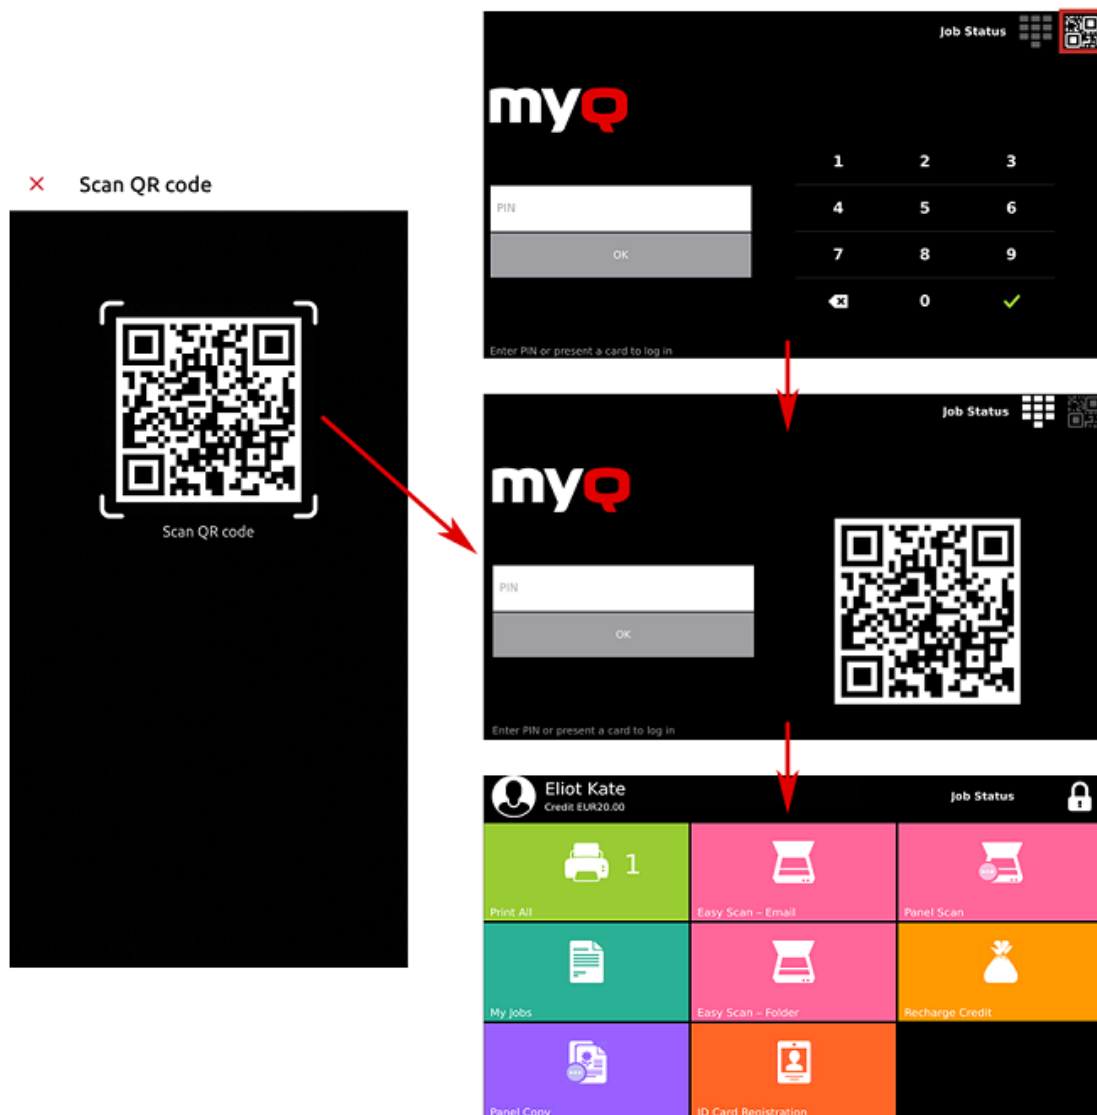 Scan QR code
Scan QR code
Job Status
myQ
PIN
OK
1 2 3
4 5 6
7 8 9
0
Enter PIN or present a card to log in
Job Status
myQ
PIN
OK
Enter PIN or present a card to log in
Eliot Kate
Credit EUR20.00
Job Status
1
Print All
Easy Scan – Email
Panel Scan
My Jobs
Easy Scan – Folder
Recharge Credit
Panel Copy
ID Card Registration